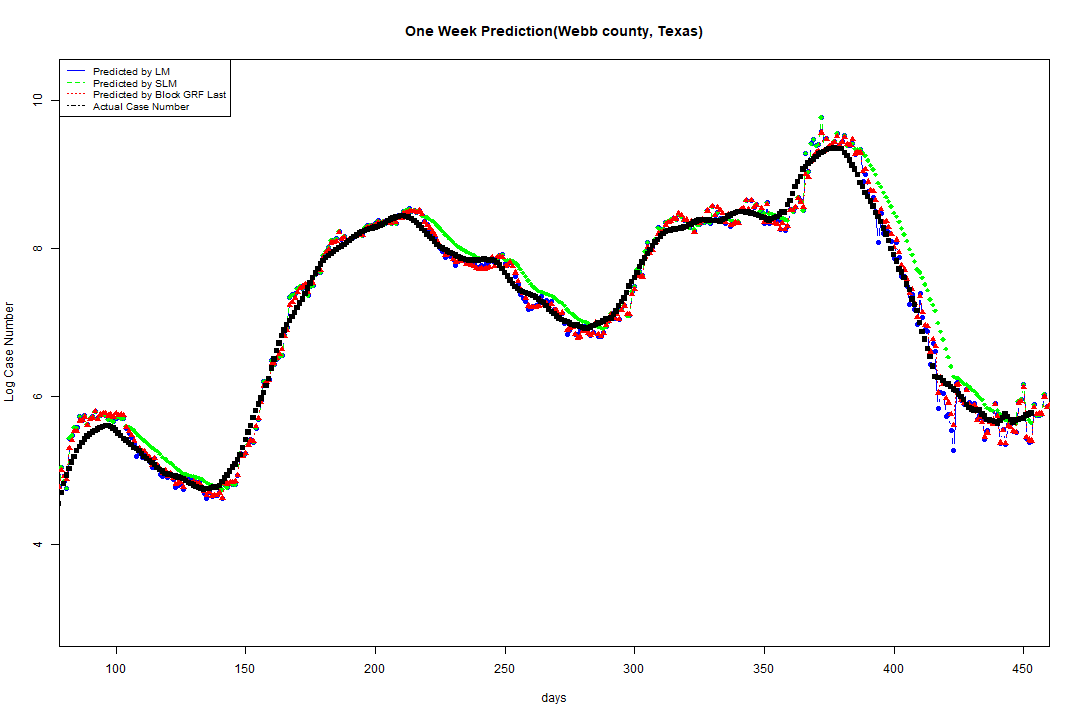 One Week Prediction(Webb county, Texas)
Predicted by LM
Predicted by SLM
Predicted by Block GRF Last
Actual Case Number
10
8
6
4
Log Case Number
100 150 200 250 300 350 400 450
days